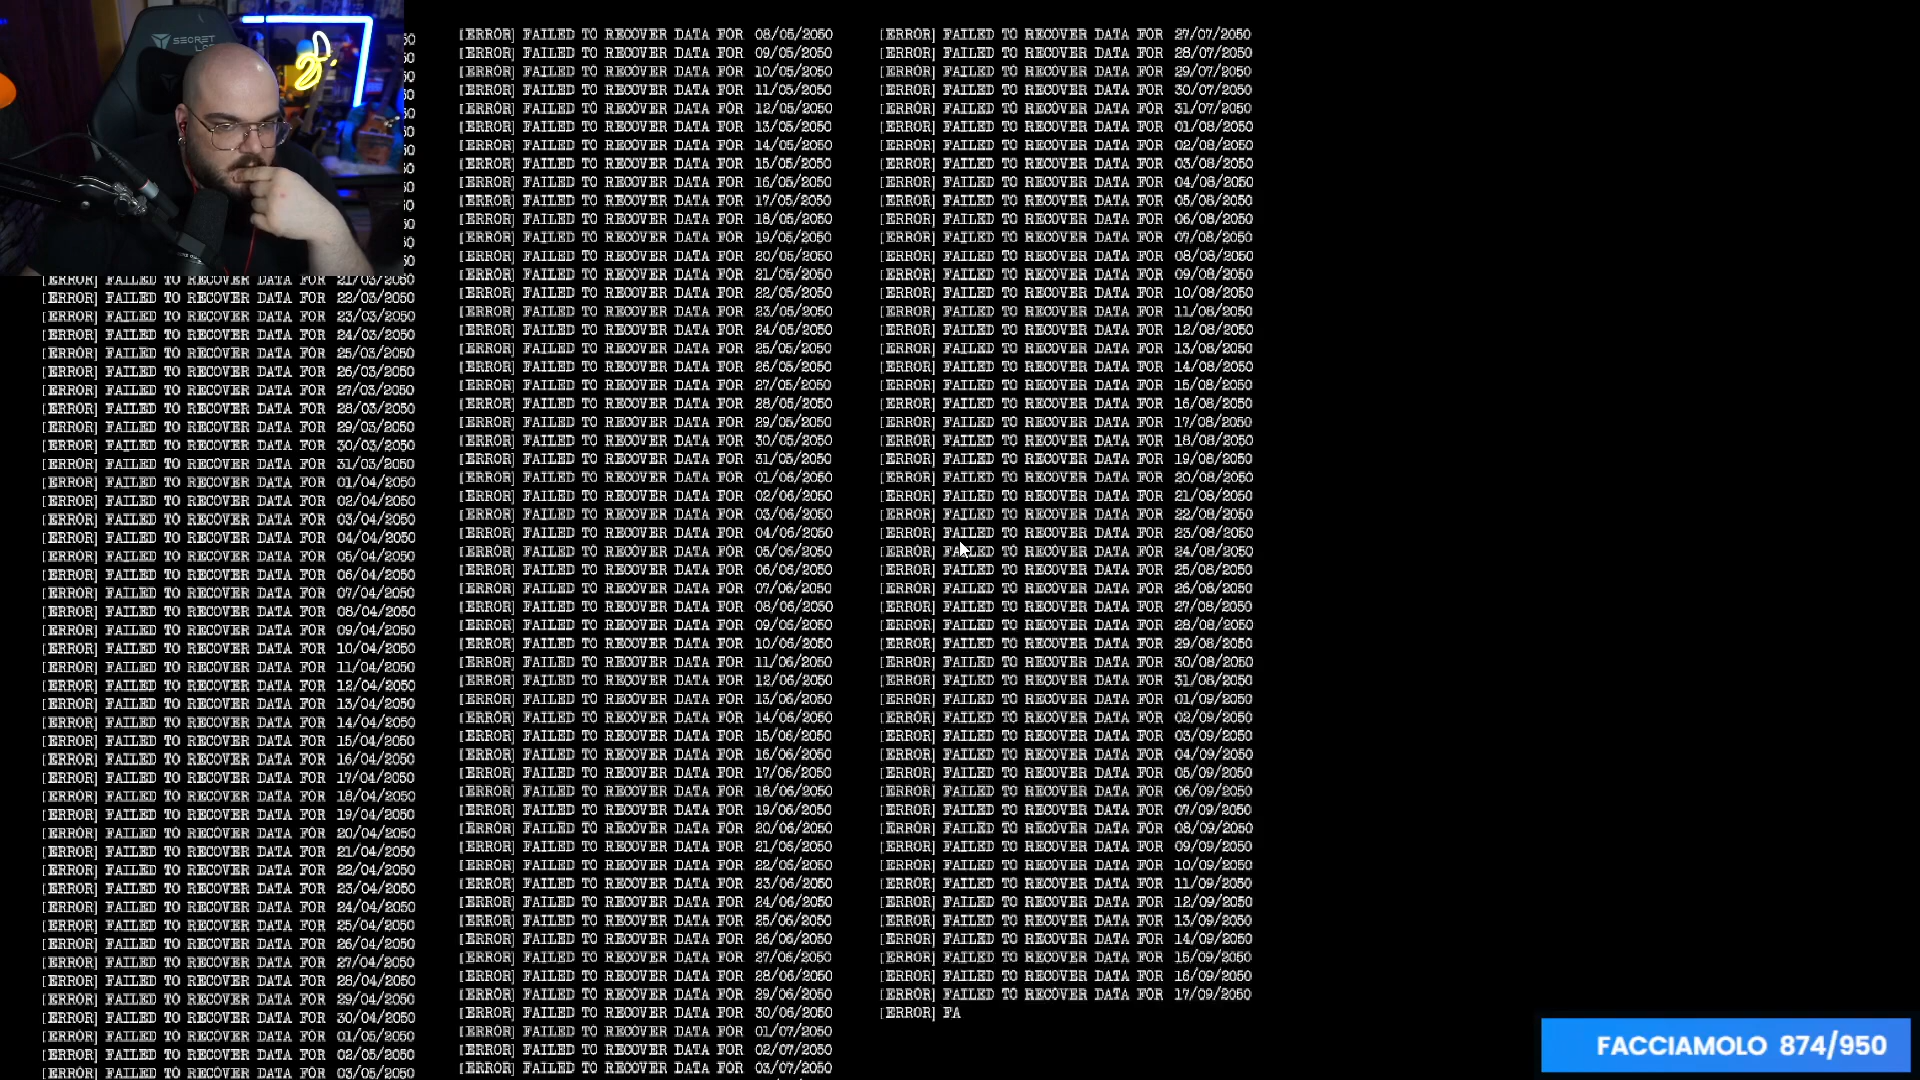 SECRET
[ERROR] FAILED TO RECOVER DATA FOR 21/03/2050
[ERROR] FAILED TO RECOVER DATA FOR 22/03/2050
[ERROR] FAILED TO RECOVER DATA FOR 23/03/2050
[ERROR] FAILED TO RECOVER DATA FOR 24/03/2050
[ERROR] FAILED TO RECOVER DATA FOR 25/03/2050
[ERROR] FAILED TO RECOVER DATA FOR 26/03/2050
[ERROR] FAILED TO RECOVER DATA FOR 27/03/2050
[ERROR] FAILED TO RECOVER DATA FOR 28/03/2050
[ERROR] FAILED TO RECOVER DATA FOR 29/03/2050
[ERROR] FAILED TO RECOVER DATA FOR 30/03/2050
[ERROR] FAILED TO RECOVER DATA FOR 31/03/2050
[ERROR] FAILED TO RECOVER DATA FOR 01/04/2050
[ERROR] FAILED TO RECOVER DATA FOR 02/04/2050
[ERROR] FAILED TO RECOVER DATA FOR 03/04/2050
[ERROR] FAILED TO RECOVER DATA FOR 04/04/2050
[ERROR] FAILED TO RECOVER DATA FOR 05/04/2050
[ERROR] FAILED TO RECOVER DATA FOR 06/04/2050
[ERROR] FAILED TO RECOVER DATA FOR 07/04/2050
[ERROR] FAILED TO RECOVER DATA FOR 08/04/2050
[ERROR] FAILED TO RECOVER DATA FOR 09/04/2050
[ERROR] FAILED TO RECOVER DATA FOR 10/04/2050
[ERROR] FAILED TO RECOVER DATA FOR 11/04/2050
[ERROR] FAILED TO RECOVER DATA FOR 12/04/2050
[ERROR] FAILED TO RECOVER DATA FOR 13/04/2050
[ERROR] FAILED TO RECOVER DATA FOR 14/04/2050
[ERROR] FAILED TO RECOVER DATA FOR 15/04/2050
[ERROR] FAILED TO RECOVER DATA FOR 16/04/2050
[ERROR] FAILED TO RECOVER DATA FOR 17/04/2050
[ERROR] FAILED TO RECOVER DATA FOR 18/04/2050
[ERROR] FAILED TO RECOVER DATA FOR 19/04/2050
[ERROR] FAILED TO RECOVER DATA FOR 20/04/2050
[ERROR] FAILED TO RECOVER DATA FOR 21/04/2050
[ERROR] FAILED TO RECOVER DATA FOR 22/04/2050
[ERROR] FAILED TO RECOVER DATA FOR 23/04/2050
[ERROR] FAILED TO RECOVER DATA FOR 24/04/2050
[ERROR] FAILED TO RECOVER DATA FOR 25/04/2050
[ERROR] FAILED TO RECOVER DATA FOR 26/04/2050
[ERROR] FAILED TO RECOVER DATA FOR 27/04/2050
[ERROR] FAILED TO RECOVER DATA FOR 28/04/2050
[ERROR] FAILED TO RECOVER DATA FOR 29/04/2050
[ERROR] FAILED TO RECOVER DATA FOR 30/04/2050
[ERROR] FAILED TO RECOVER DATA FOR 01/05/2050
[ERROR] FAILED TO RECOVER DATA FOR 02/05/2050
[ERROR] FAILED TO RECOVER DATA FOR 03/05/2050
[ERROR] FAILED TO RECOVER DATA FOR 08/05/2050
[ERROR] FAILED TO RECOVER DATA FOR 09/05/2050
[ERROR] FAILED TO RECOVER DATA FOR 10/05/2050
[ERROR] FAILED TO RECOVER DATA FOR 11/05/2050
[ERROR] FAILED TO RECOVER DATA FOR 12/05/2050
[ERROR] FAILED TO RECOVER DATA FOR 13/05/2050
[ERROR] FAILED TO RECOVER DATA FOR 14/05/2050
[ERROR] FAILED TO RECOVER DATA FOR 15/05/2050
[ERROR] FAILED TO RECOVER DATA FOR 16/05/2050
[ERROR] FAILED TO RECOVER DATA FOR 17/05/2050
[ERROR] FAILED TO RECOVER DATA FOR 18/05/2050
[ERROR] FAILED TO RECOVER DATA FOR 19/05/2050
[ERROR] FAILED TO RECOVER DATA FOR 20/05/2050
[ERROR] FAILED TO RECOVER DATA FOR 21/05/2050
[ERROR] FAILED TO RECOVER DATA FOR 22/05/2050
[ERROR] FAILED TO RECOVER DATA FOR 23/05/2050
[ERROR] FAILED TO RECOVER DATA FOR 24/05/2050
[ERROR] FAILED TO RECOVER DATA FOR 25/05/2050
[ERROR] FAILED TO RECOVER DATA FOR 26/05/2050
[ERROR] FAILED TO RECOVER DATA FOR 27/05/2050
[ERROR] FAILED TO RECOVER DATA FOR 28/05/2050
[ERROR] FAILED TO RECOVER DATA FOR 29/05/2050
[ERROR] FAILED TO RECOVER DATA FOR 30/05/2050
[ERROR] FAILED TO RECOVER DATA FOR 31/05/2050
[ERROR] FAILED TO RECOVER DATA FOR 01/06/2050
[ERROR] FAILED TO RECOVER DATA FOR 02/06/2050
[ERROR] FAILED TO RECOVER DATA FOR 03/06/2050
[ERROR] FAILED TO RECOVER DATA FOR 04/06/2050
[ERROR] FAILED TO RECOVER DATA FOR 05/06/2050
[ERROR] FAILED TO RECOVER DATA FOR 06/06/2050
[ERROR] FAILED TO RECOVER DATA FOR 07/06/2050
[ERROR] FAILED TO RECOVER DATA FOR 08/06/2050
[ERROR] FAILED TO RECOVER DATA FOR 09/06/2050
[ERROR] FAILED TO RECOVER DATA FOR 10/06/2050
[ERROR] FAILED TO RECOVER DATA FOR 11/06/2050
[ERROR] FAILED TO RECOVER DATA FOR 12/06/2050
[ERROR] FAILED TO RECOVER DATA FOR 13/06/2050
[ERROR] FAILED TO RECOVER DATA FOR 14/06/2050
[ERROR] FAILED TO RECOVER DATA FOR 15/06/2050
[ERROR] FAILED TO RECOVER DATA FOR 16/06/2050
[ERROR] FAILED TO RECOVER DATA FOR 17/06/2050
[ERROR] FAILED TO RECOVER DATA FOR 18/06/2050
[ERROR] FAILED TO RECOVER DATA FOR 19/06/2050
[ERROR] FAILED TO RECOVER DATA FOR 20/06/2050
[ERROR] FAILED TO RECOVER DATA FOR 21/06/2050
[ERROR] FAILED TO RECOVER DATA FOR 22/06/2050
[ERROR] FAILED TO RECOVER DATA FOR 23/06/2050
[ERROR] FAILED TO RECOVER DATA FOR 24/06/2050
[ERROR] FAILED TO RECOVER DATA FOR 25/06/2050
[ERROR] FAILED TO RECOVER DATA FOR 26/06/2050
[ERROR] FAILED TO RECOVER DATA FOR 27/06/2050
[ERROR] FAILED TO RECOVER DATA FOR 28/06/2050
[ERROR] FAILED TO RECOVER DATA FOR 29/06/2050
[ERROR] FAILED TO RECOVER DATA FOR 30/06/2050
[ERROR] FAILED TO RECOVER DATA FOR 01/07/2050
[ERROR] FAILED TO RECOVER DATA FOR 02/07/2050
[ERROR] FAILED TO RECOVER DATA FOR 03/07/2050
[ERROR] FAILED TO RECOVER DATA FOR 27/07/2050
[ERROR] FAILED TO RECOVER DATA FOR 28/07/2050
[ERROR] FAILED TO RECOVER DATA FOR 29/07/2050
[ERROR] FAILED TO RECOVER DATA FOR 30/07/2050
[ERROR] FAILED TO RECOVER DATA FOR 31/07/2050
[ERROR] FAILED TO RECOVER DATA FOR 01/08/2050
[ERROR] FAILED TO RECOVER DATA FOR 02/08/2050
[ERROR] FAILED TO RECOVER DATA FOR 03/08/2050
[ERROR] FAILED TO RECOVER DATA FOR 04/08/2050
[ERROR] FAILED TO RECOVER DATA FOR 05/08/2050
[ERROR] FAILED TO RECOVER DATA FOR 06/08/2050
[ERROR] FAILED TO RECOVER DATA FOR 07/08/2050
[ERROR] FAILED TO RECOVER DATA FOR 08/08/2050
[ERROR] FAILED TO RECOVER DATA FOR 09/08/2050
[ERROR] FAILED TO RECOVER DATA FOR 10/08/2050
[ERROR] FAILED TO RECOVER DATA FOR 11/08/2050
[ERROR] FAILED TO RECOVER DATA FOR 12/08/2050
[ERROR] FAILED TO RECOVER DATA FOR 13/08/2050
[ERROR] FAILED TO RECOVER DATA FOR 14/08/2050
[ERROR] FAILED TO RECOVER DATA FOR 15/08/2050
[ERROR] FAILED TO RECOVER DATA FOR 16/08/2050
[ERROR] FAILED TO RECOVER DATA FOR 17/08/2050
[ERROR] FAILED TO RECOVER DATA FOR 18/08/2050
[ERROR] FAILED TO RECOVER DATA FOR 19/08/2050
[ERROR] FAILED TO RECOVER DATA FOR 20/08/2050
[ERROR] FAILED TO RECOVER DATA FOR 21/08/2050
[ERROR] FAILED TO RECOVER DATA FOR 22/08/2050
[ERROR] FAILED TO RECOVER DATA FOR 23/08/2050
[ERROR] FAILED TO RECOVER DATA FOR 24/08/2050
[ERROR] FAILED TO RECOVER DATA FOR 25/08/2050
[ERROR] FAILED TO RECOVER DATA FOR 26/08/2050
[ERROR] FAILED TO RECOVER DATA FOR 27/08/2050
[ERROR] FAILED TO RECOVER DATA FOR 28/08/2050
[ERROR] FAILED TO RECOVER DATA FOR 29/08/2050
[ERROR] FAILED TO RECOVER DATA FOR 30/08/2050
[ERROR] FAILED TO RECOVER DATA FOR 31/08/2050
[ERROR] FAILED TO RECOVER DATA FOR 01/09/2050
[ERROR] FAILED TO RECOVER DATA FOR 02/09/2050
[ERROR] FAILED TO RECOVER DATA FOR 03/09/2050
[ERROR] FAILED TO RECOVER DATA FOR 04/09/2050
[ERROR] FAILED TO RECOVER DATA FOR 05/09/2050
[ERROR] FAILED TO RECOVER DATA FOR 06/09/2050
[ERROR] FAILED TO RECOVER DATA FOR 07/09/2050
[ERROR] FAILED TO RECOVER DATA FOR 08/09/2050
[ERROR] FAILED TO RECOVER DATA FOR 09/09/2050
[ERROR] FAILED TO RECOVER DATA FOR 10/09/2050
[ERROR] FAILED TO RECOVER DATA FOR 11/09/2050
[ERROR] FAILED TO RECOVER DATA FOR 12/09/2050
[ERROR] FAILED TO RECOVER DATA FOR 13/09/2050
[ERROR] FAILED TO RECOVER DATA FOR 14/09/2050
[ERROR] FAILED TO RECOVER DATA FOR 15/09/2050
[ERROR] FAILED TO RECOVER DATA FOR 16/09/2050
[ERROR] FAILED TO RECOVER DATA FOR 17/09/2050
[ERROR] FA
FACCIAMOLO 874/950